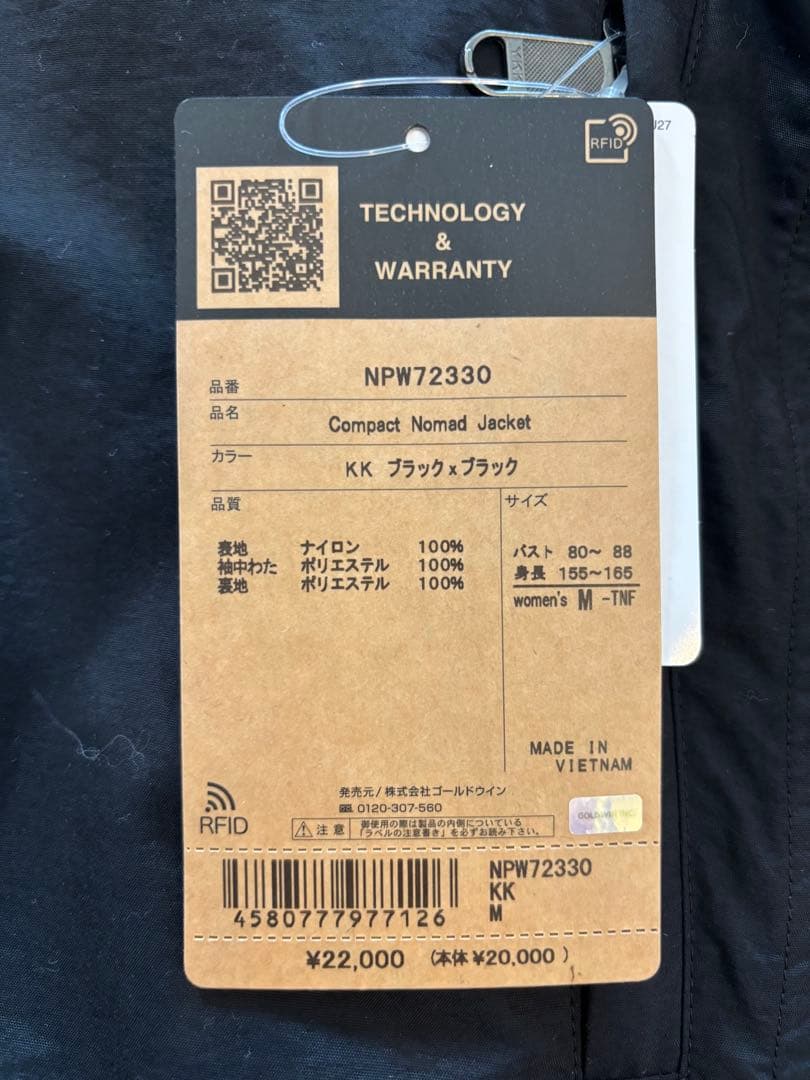 YKK
J27
RFID
TECHNOLOGY
&
WARRANTY
品番 NPW72330
品名 Compact Nomad Jacket
カラー KK ブラックxブラック
品質
表地 ナイロン 100%
袖中わた ポリエステル 100%
裏地 ポリエステル 100%
サイズ
バスト 80~ 88
身長 155~165
women's M -TNF
MADE IN
VIETNAM
発売元/株式会社ゴールドウイン
0120-307-560
RFID
注意 御使用の際は製品の内側についている
「ラベルの注意書き」を必ずお読み下さい。
GOLDWIN INC.
4580777977126
NPW72330
KK
M
¥22,000 (本体¥20,000 )